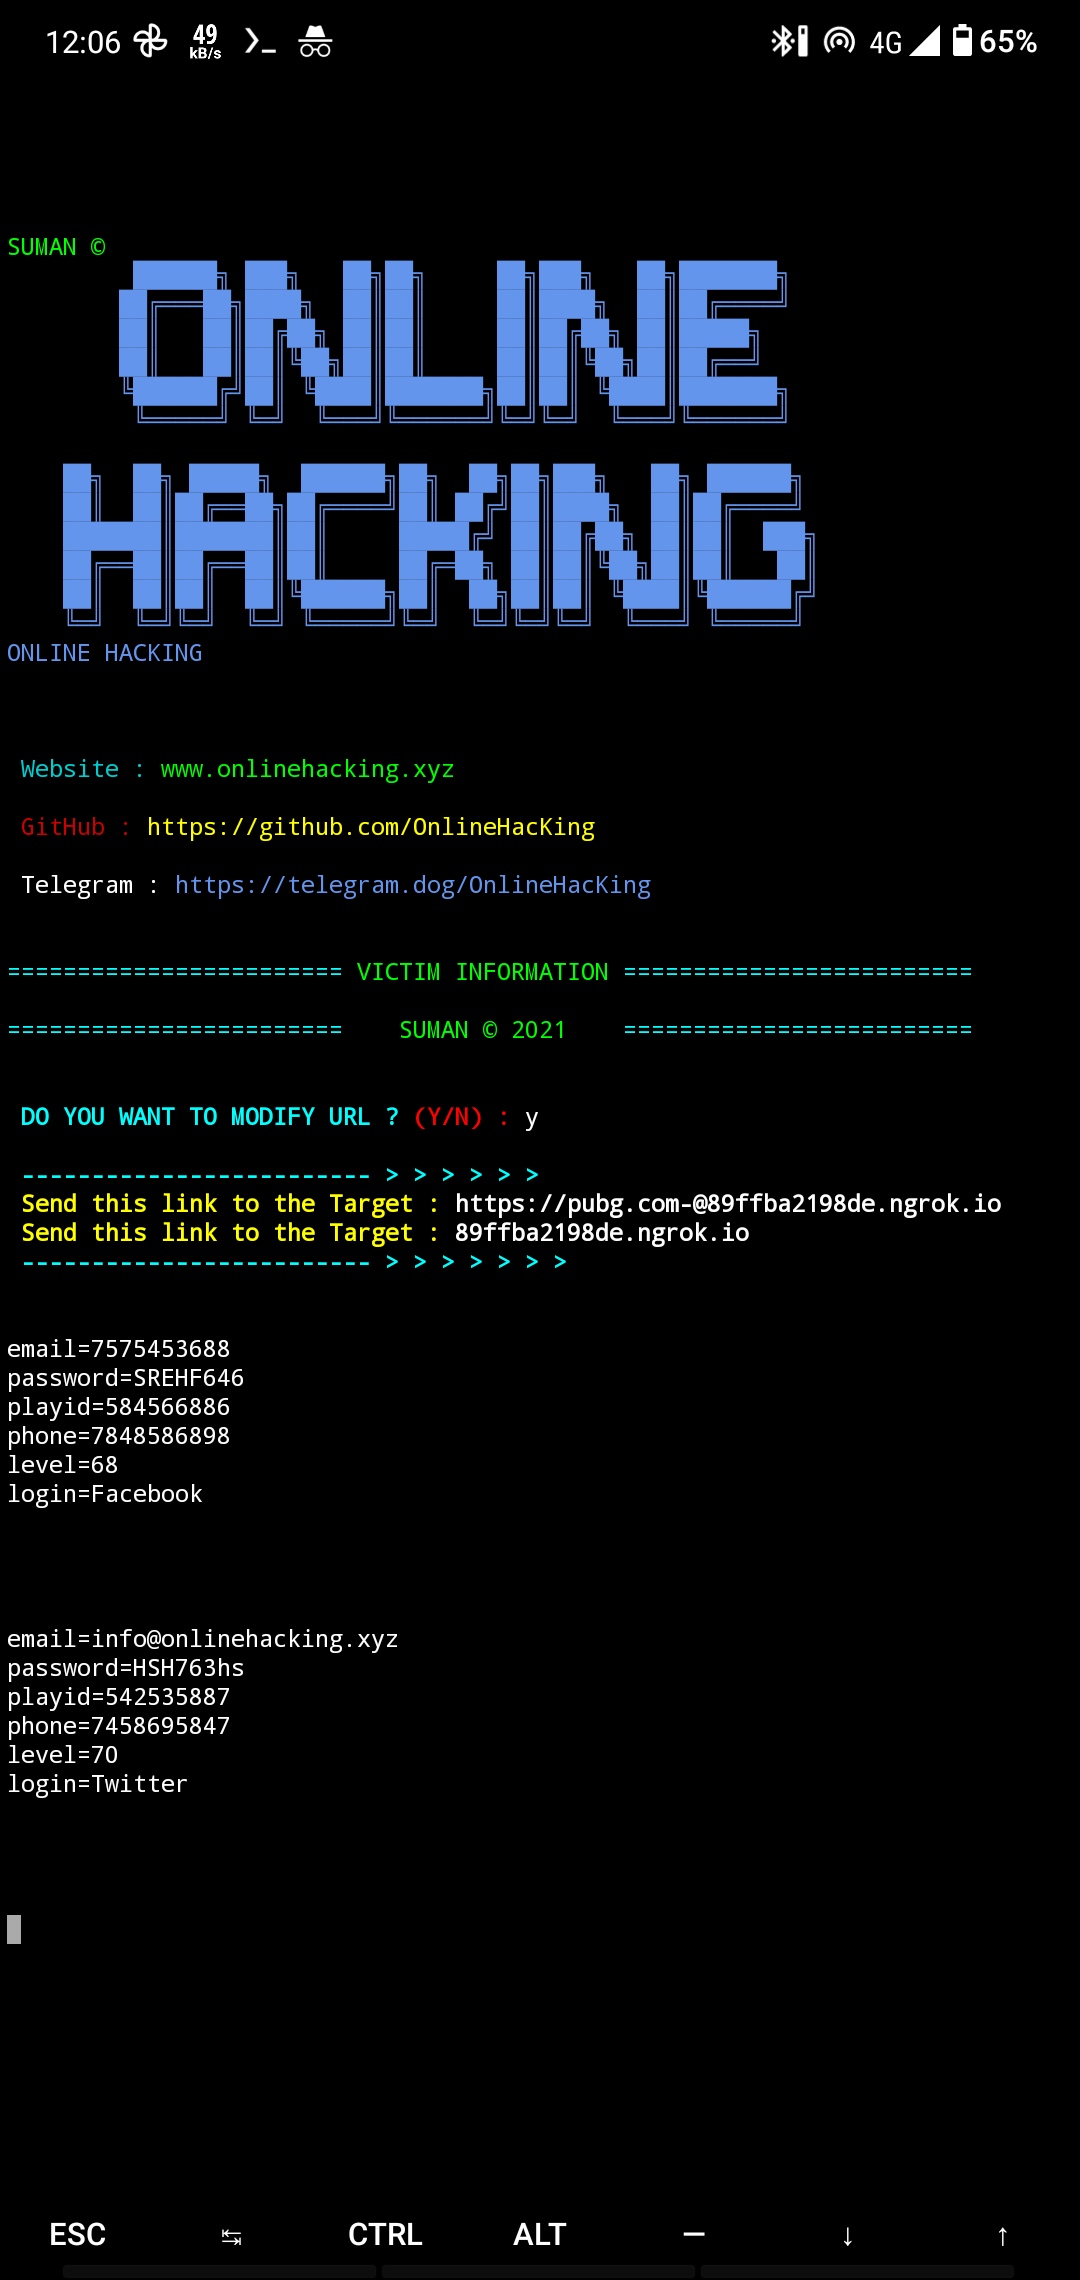 12:06 49 kB/s 4G 65%
SUMAN ©
ONLINE
HACKING
ONLINE HACKING
Website : www.onlinehacking.xyz
GitHub : https://github.com/OnlineHacKing
Telegram : https://telegram.dog/OnlineHacKing
======================== VICTIM INFORMATION =========================
======================== SUMAN © 2021 =========================
DO YOU WANT TO MODIFY URL ? (Y/N) : y
------------------------- > > > > > >
Send this link to the Target : https://pubg.com-@89ffba2198de.ngrok.io
Send this link to the Target : 89ffba2198de.ngrok.io
------------------------- > > > > > > >
email=7575453688
password=SREHF646
playid=584566886
phone=7848586898
level=68
login=Facebook
email=info@onlinehacking.xyz
password=HSH763hs
playid=542535887
phone=7458695847
level=70
login=Twitter
ESC ↹ CTRL ALT — ↓ ↑